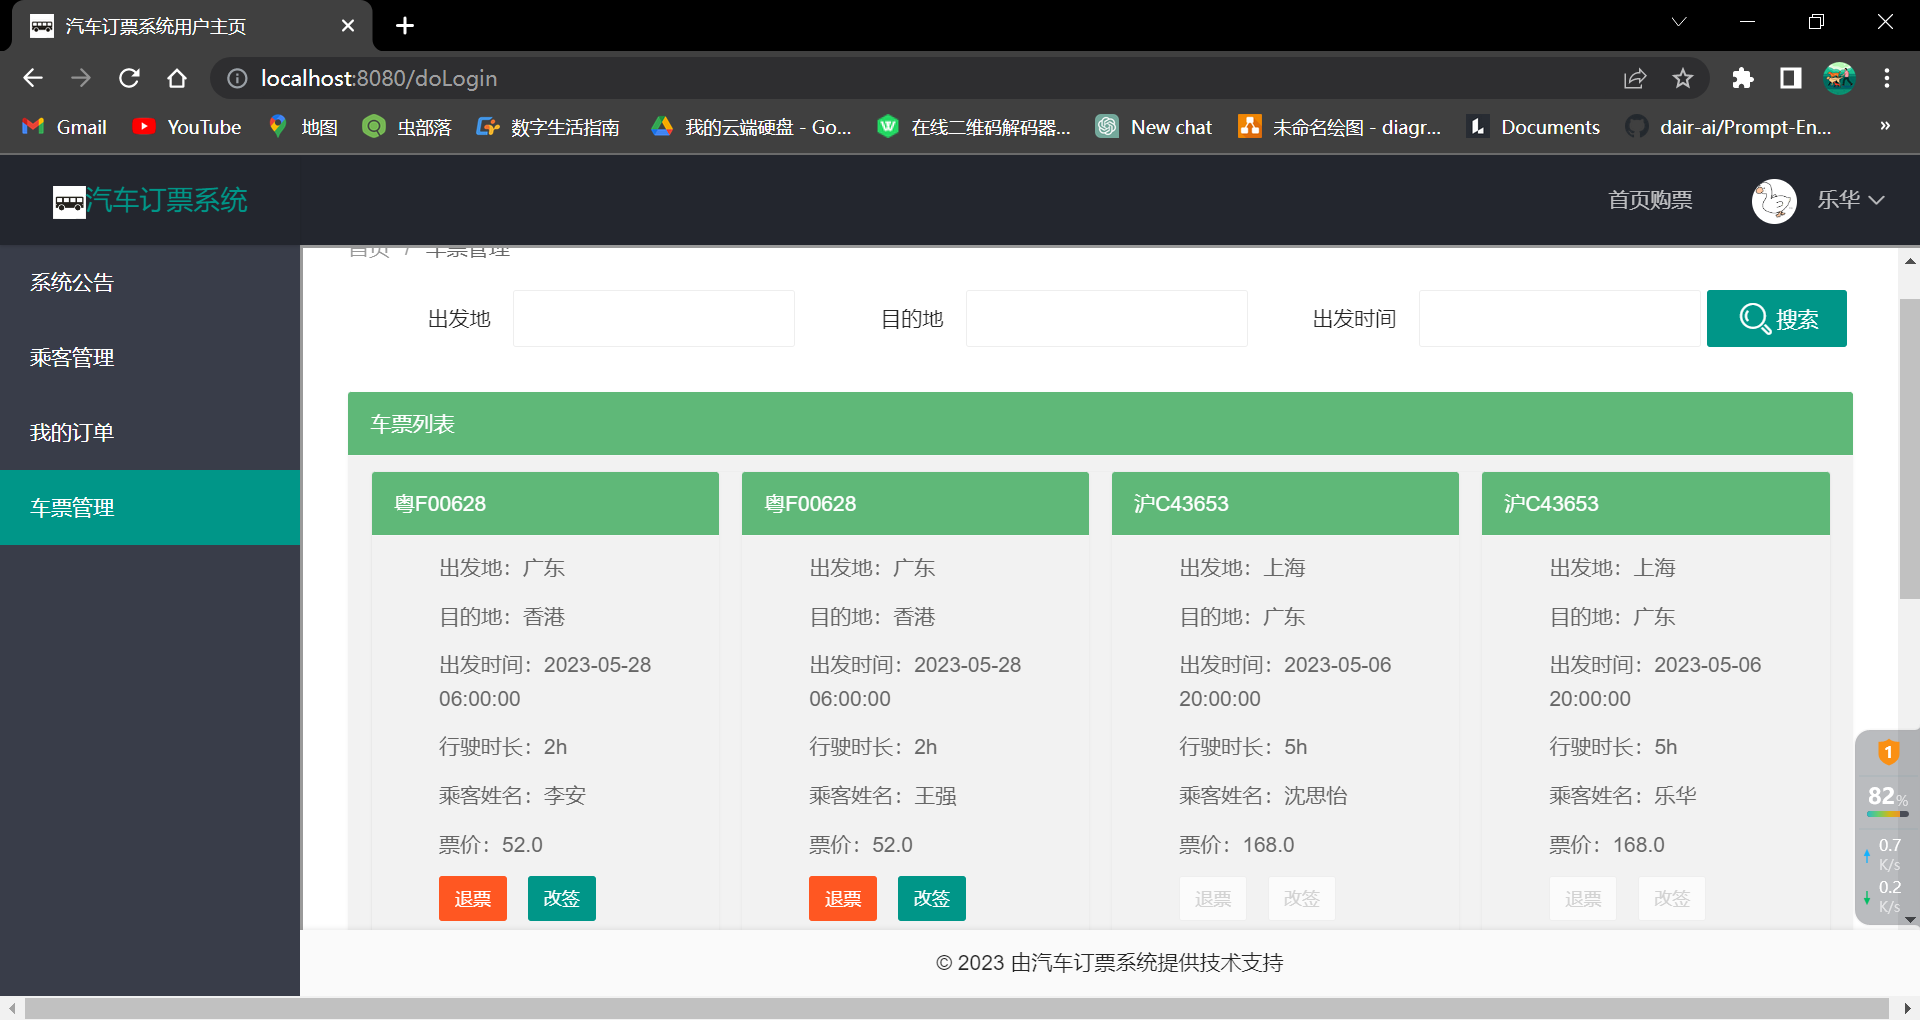 汽车订票系统用户主页
localhost:8080/doLogin
Gmail
YouTube
地图
虫部落
数字生活指南
我的云端硬盘 - Go...
在线二维码解码器...
New chat
未命名绘图 - diagr...
Documents
dair-ai/Prompt-En...
»
汽车订票系统
首页购票
乐华
系统公告
乘客管理
我的订单
车票管理
首页 / 车票管理
出发地
目的地
出发时间
搜索
车票列表
粤F00628
出发地：广东
目的地：香港
出发时间：2023-05-28
06:00:00
行驶时长：2h
乘客姓名：李安
票价：52.0
退票 改签
粤F00628
出发地：广东
目的地：香港
出发时间：2023-05-28
06:00:00
行驶时长：2h
乘客姓名：王强
票价：52.0
退票 改签
沪C43653
出发地：上海
目的地：广东
出发时间：2023-05-06
20:00:00
行驶时长：5h
乘客姓名：沈思怡
票价：168.0
退票 改签
沪C43653
出发地：上海
目的地：广东
出发时间：2023-05-06
20:00:00
行驶时长：5h
乘客姓名：乐华
票价：168.0
退票 改签
1
82%
0.7
K/s
0.2
K/s
© 2023 由汽车订票系统提供技术支持